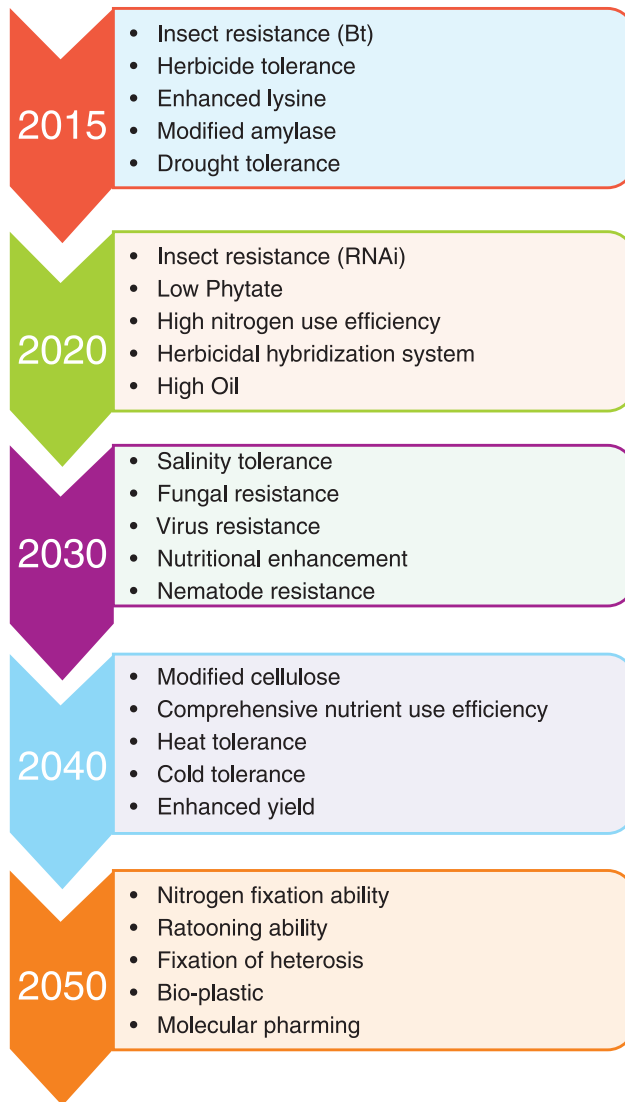 2015
• Insect resistance (Bt)
• Herbicide tolerance
• Enhanced lysine
• Modified amylase
• Drought tolerance
2020
• Insect resistance (RNAi)
• Low Phytate
• High nitrogen use efficiency
• Herbicidal hybridization system
• High Oil
2030
• Salinity tolerance
• Fungal resistance
• Virus resistance
• Nutritional enhancement
• Nematode resistance
2040
• Modified cellulose
• Comprehensive nutrient use efficiency
• Heat tolerance
• Cold tolerance
• Enhanced yield
2050
• Nitrogen fixation ability
• Ratooning ability
• Fixation of heterosis
• Bio-plastic
• Molecular pharming